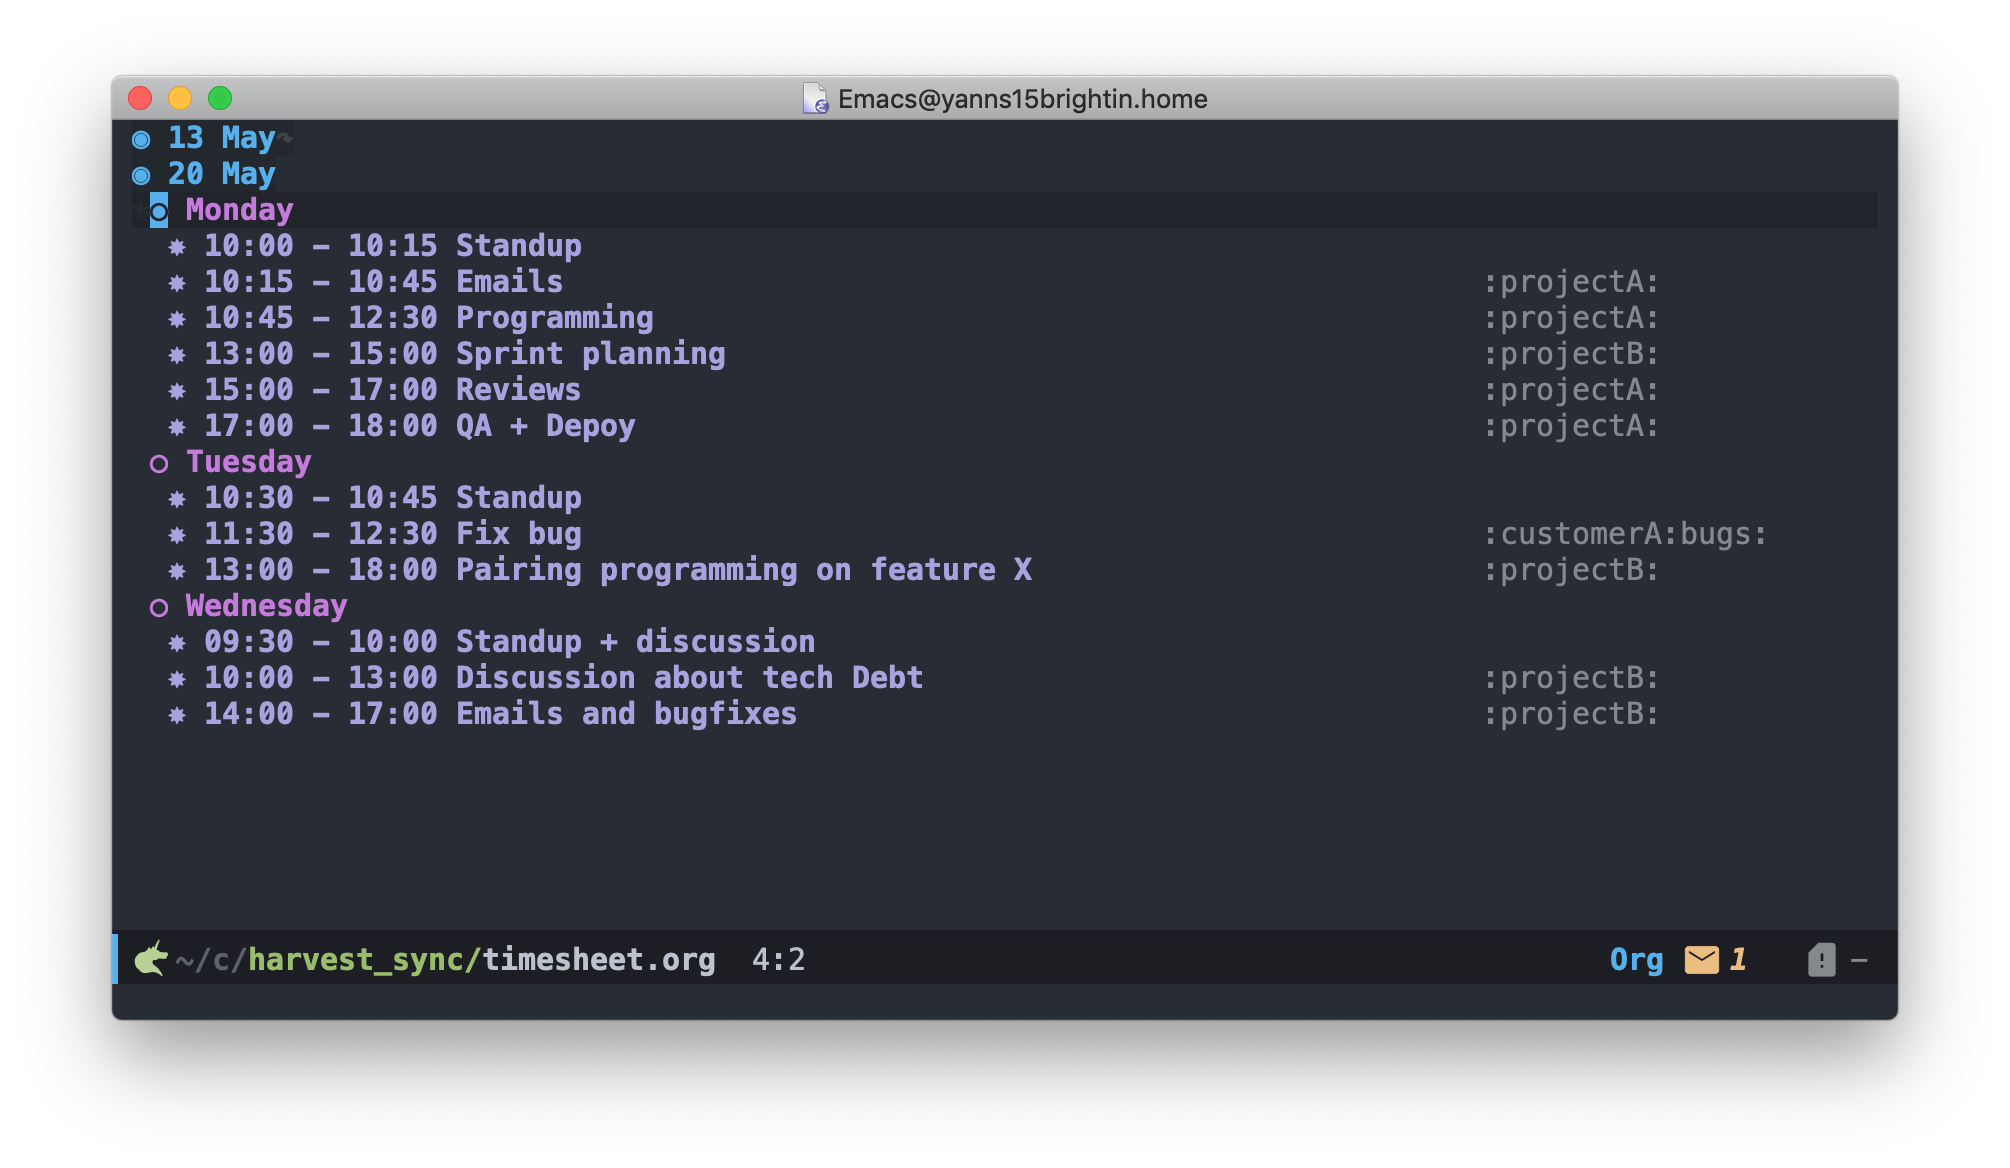 Emacs@yanns15brightin.home
13 May
20 May
Monday
10:00 – 10:15 Standup
10:15 – 10:45 Emails :projectA:
10:45 – 12:30 Programming :projectA:
13:00 – 15:00 Sprint planning :projectB:
15:00 – 17:00 Reviews :projectA:
17:00 – 18:00 QA + Depoy :projectA:
Tuesday
10:30 – 10:45 Standup
11:30 – 12:30 Fix bug :customerA:bugs:
13:00 – 18:00 Pairing programming on feature X :projectB:
Wednesday
09:30 – 10:00 Standup + discussion
10:00 – 13:00 Discussion about tech Debt :projectB:
14:00 – 17:00 Emails and bugfixes :projectB:
~/c/harvest_sync/timesheet.org 4:2 Org 1 ! –